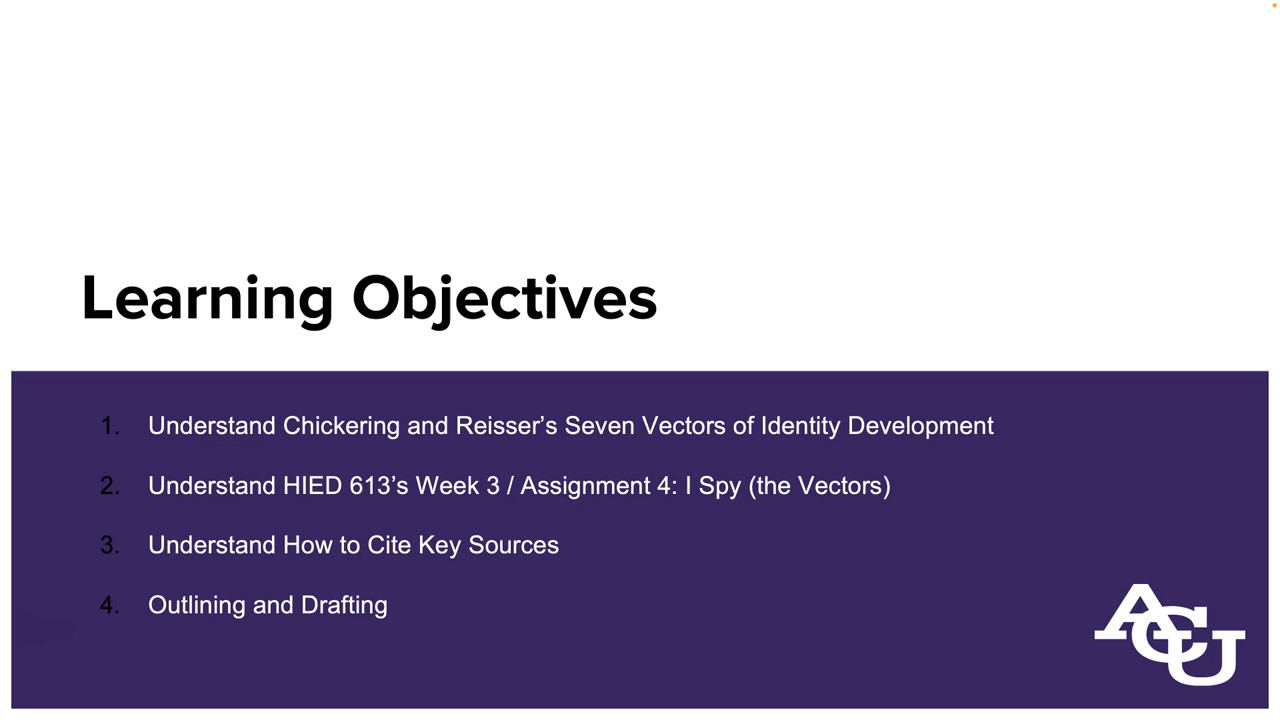 Learning Objectives
1. Understand Chickering and Reisser’s Seven Vectors of Identity Development
2. Understand HIED 613’s Week 3 / Assignment 4: I Spy (the Vectors)
3. Understand How to Cite Key Sources
4. Outlining and Drafting
ACU